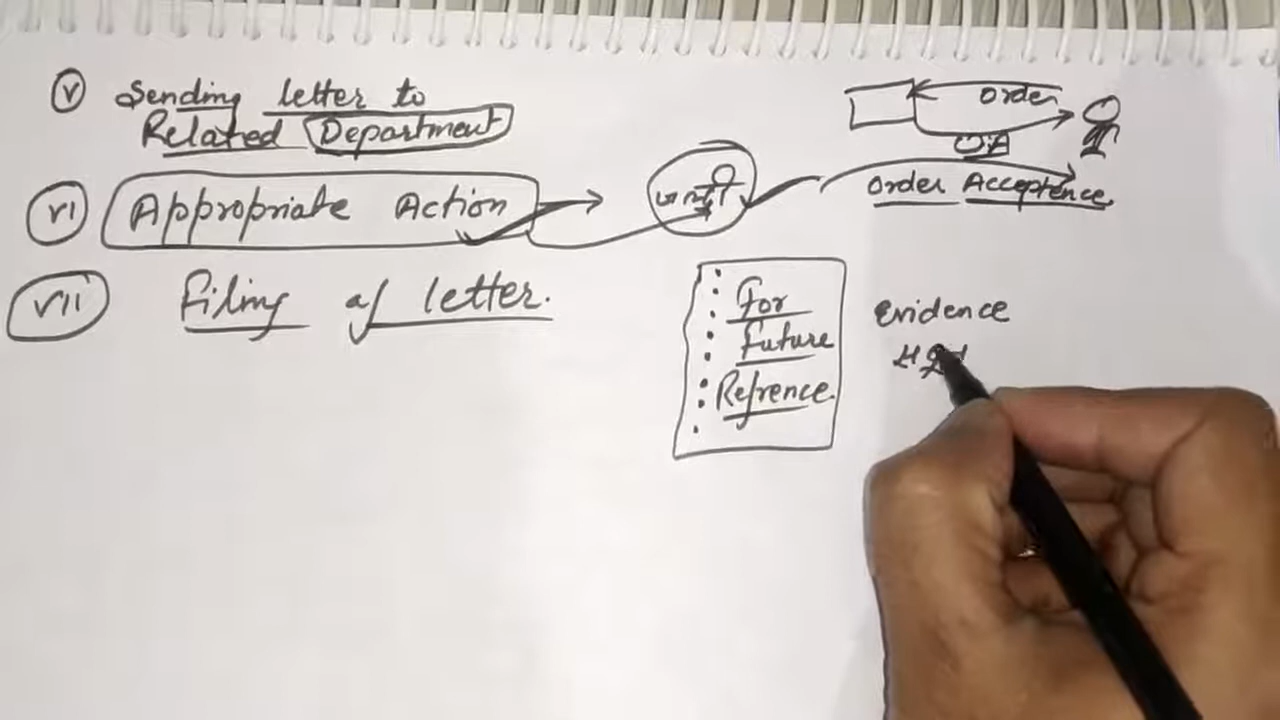 (v) Sending letter to
Related Department
(vi) Appropriate Action
(vii) Filing of letter.
Order
OA
Order Acceptence
For
Future
Refrence.
Evidence